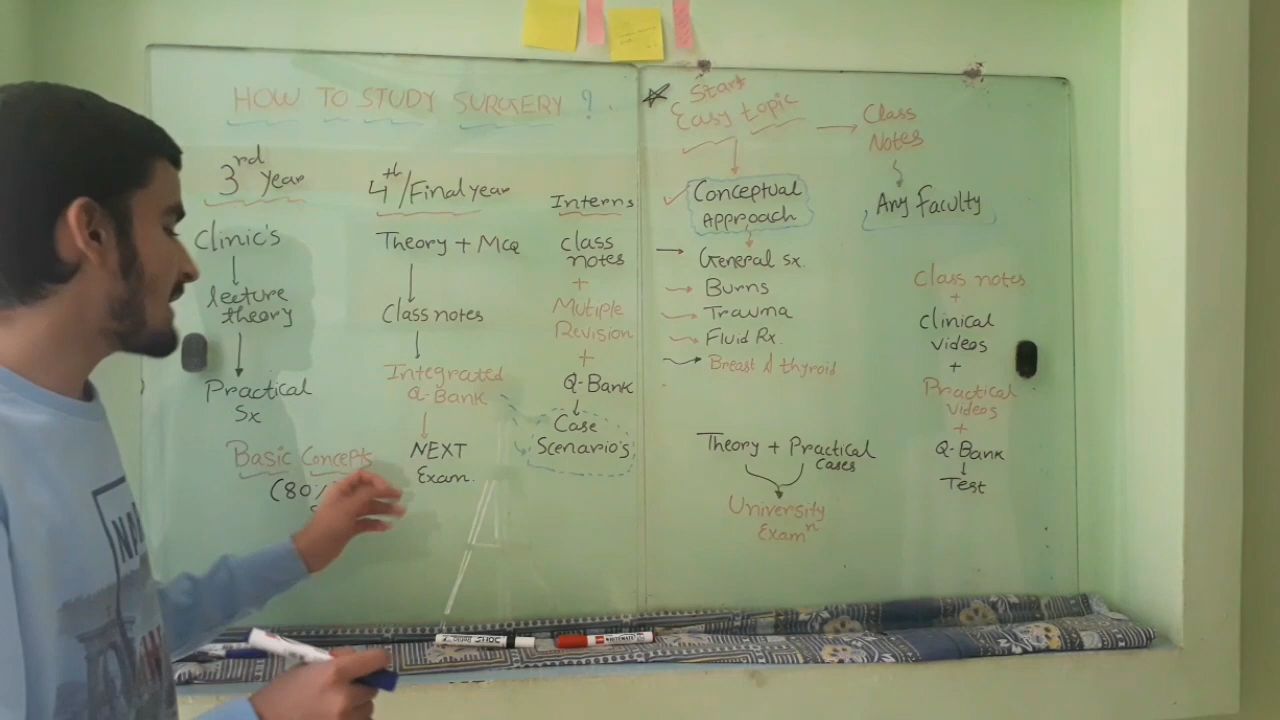 HOW TO STUDY SURGERY ?
3rd Year
Clinic's
lecture
theory
Practical
Sx
Basic Concepts
(80%
4th/Final year
Theory + Mcq
Class notes
Integrated
Q-Bank
NEXT
Exam.
Interns
class
notes
+
Mutiple
Revision
+
Q-Bank
Case
Scenario's
Start
Easy topic
Conceptual
Approach
General sx.
Burns
Trauma
Fluid Rx.
Breast & thyroid
Theory + Practical
Cases
University
Examn
Class
Notes
Any Faculty
Class notes
+
Clinical
videos
+
Practical
videos
+
Q-Bank
Test